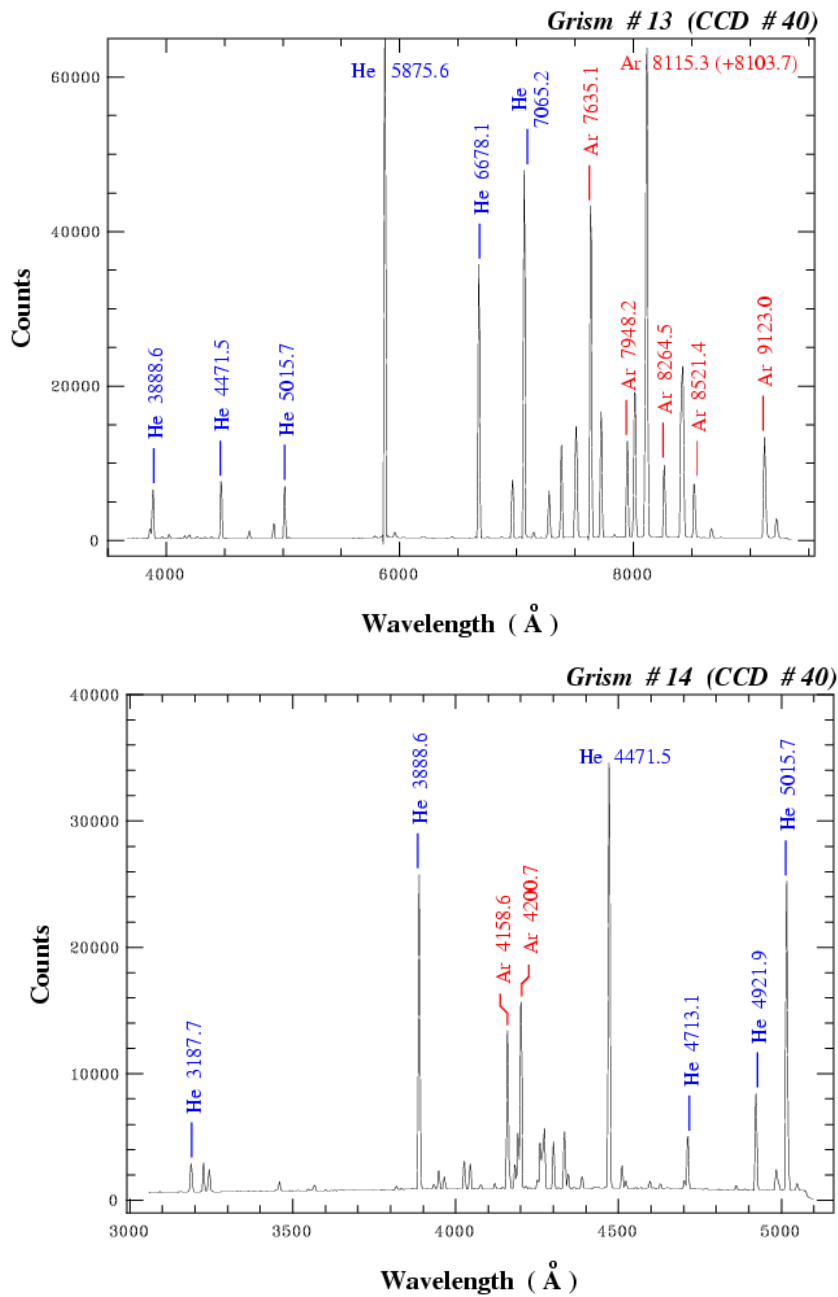 Grism # 13 (CCD # 40)
60000
40000
20000
0
Counts
He 3888.6
He 4471.5
He 5015.7
He 5875.6
He 6678.1
He 7065.2
Ar 7635.1
Ar 7948.2
Ar 8115.3 (+8103.7)
Ar 8264.5
Ar 8521.4
Ar 9123.0
4000 6000 8000
Wavelength ( Å )
Grism # 14 (CCD # 40)
40000
30000
20000
10000
0
Counts
He 3187.7
He 3888.6
Ar 4158.6
Ar 4200.7
He 4471.5
He 4713.1
He 4921.9
He 5015.7
3000 3500 4000 4500 5000
Wavelength ( Å )